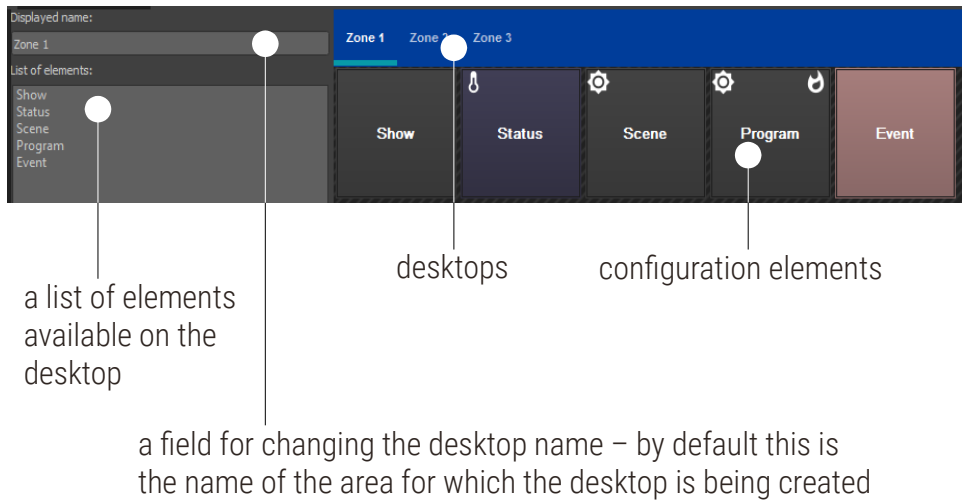 Displayed name:
Zone 1
List of elements:
Show
Status
Scene
Program
Event
Zone 1 Zone 2 Zone 3
Show Status Scene Program Event
desktops
configuration elements
a list of elements
available on the
desktop
a field for changing the desktop name – by default this is
the name of the area for which the desktop is being created